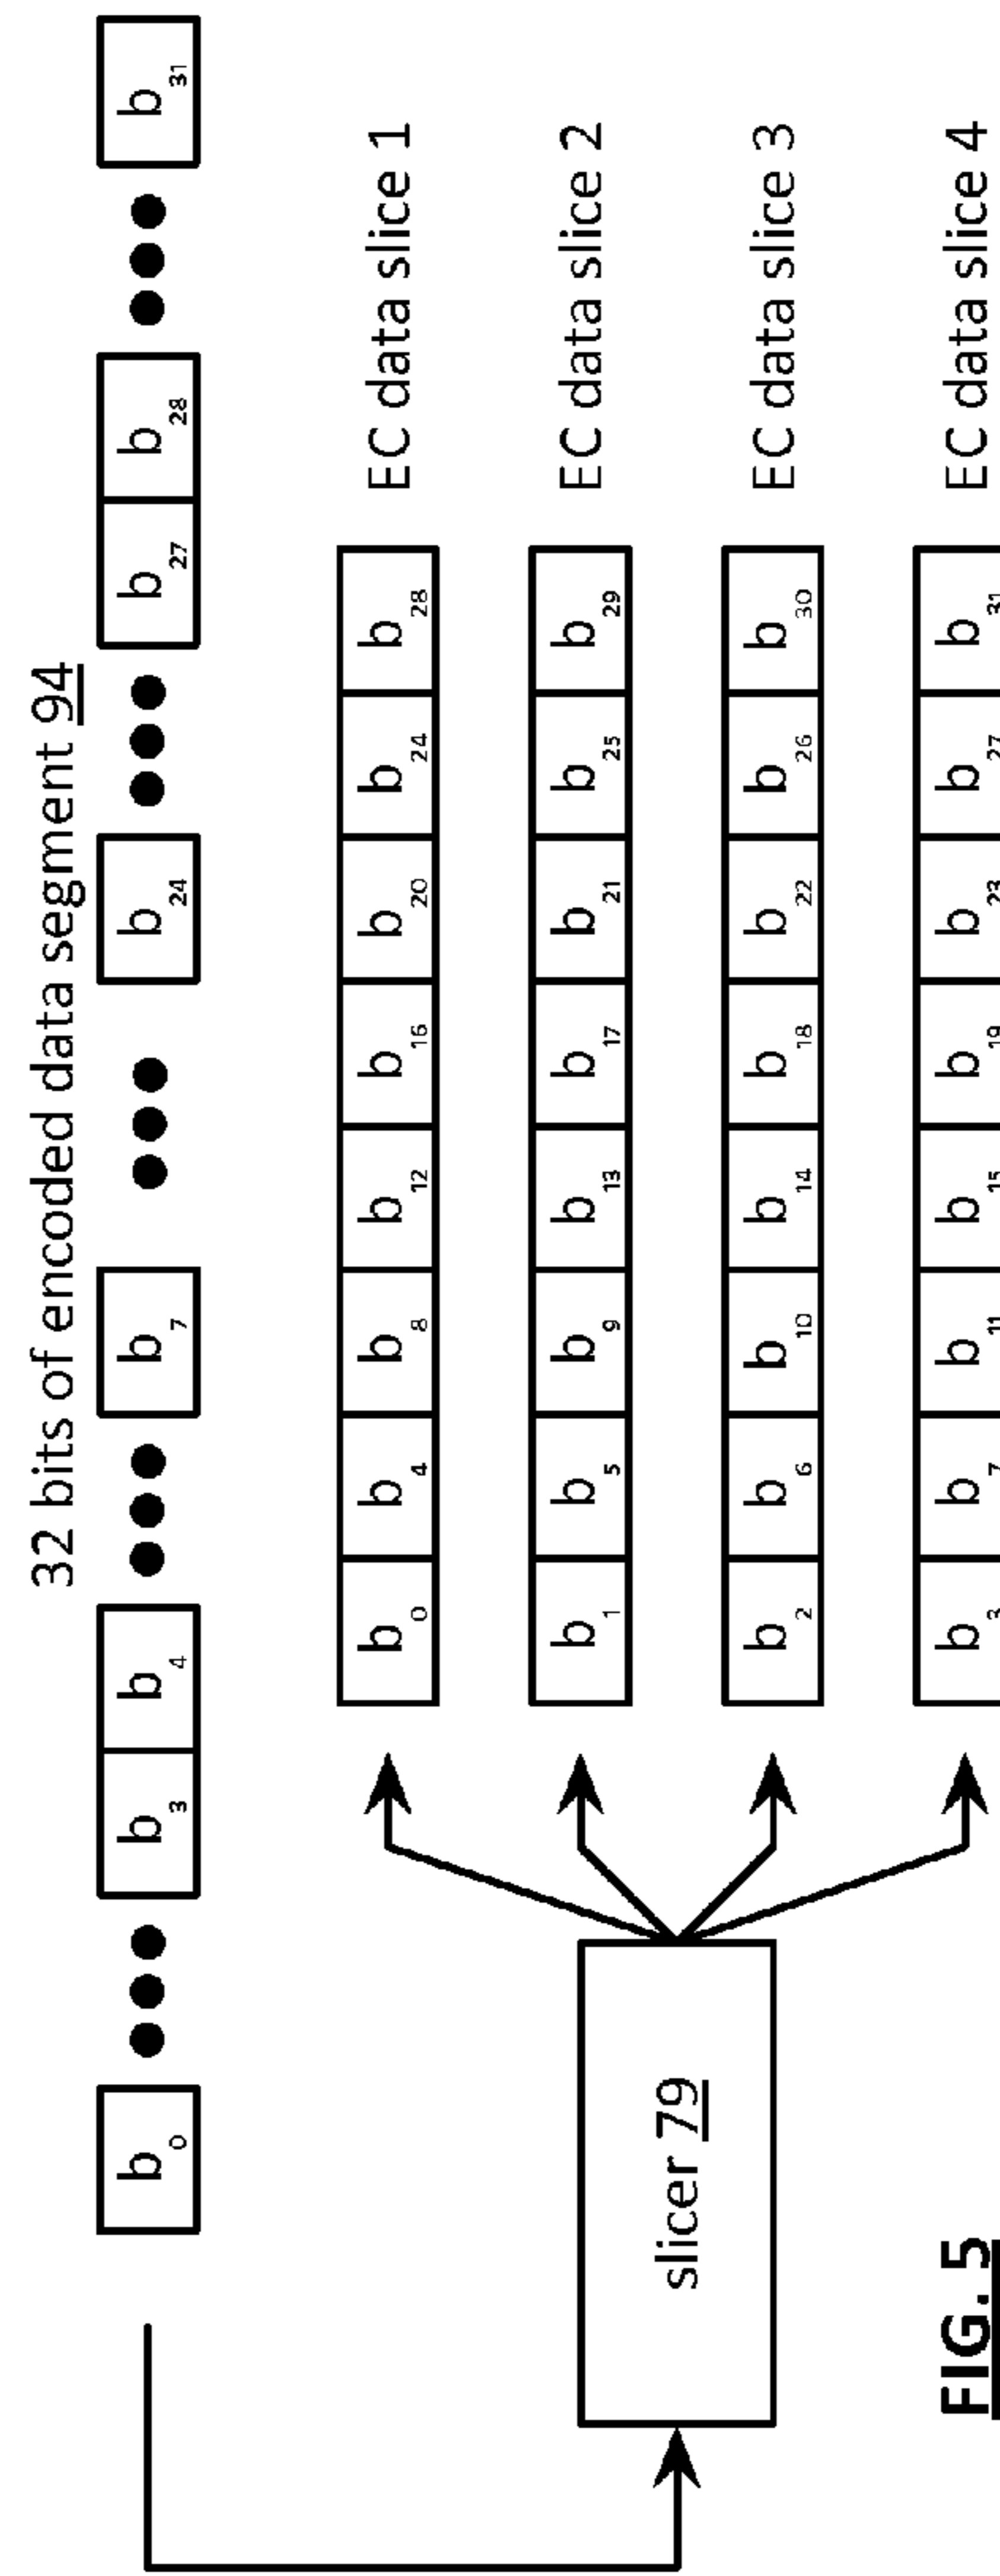 32 bits of encoded data segment 94
b0 ••• b3 b4 ••• b7 ••• b24 ••• b27 b28 ••• b31
b0 b4 b8 b12 b16 b20 b24 b28 EC data slice 1
b1 b5 b9 b13 b17 b21 b25 b29 EC data slice 2
slicer 79
b2 b6 b10 b14 b18 b22 b26 b30 EC data slice 3
b3 b7 b11 b15 b19 b23 b27 b31 EC data slice 4
FIG. 5